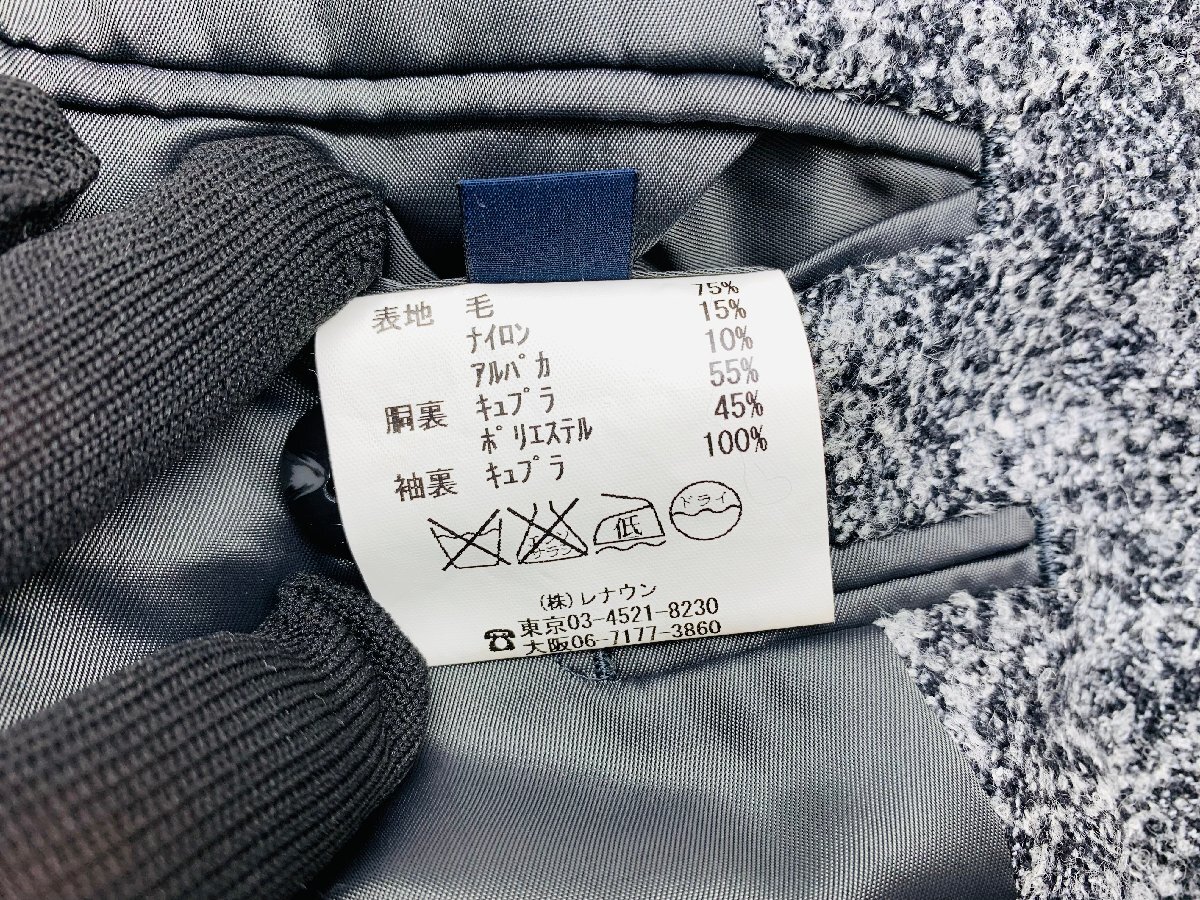 表地 毛 75%
ナイロン 15%
アルパカ 10%
胴裏 キュプラ 55%
ポリエステル 45%
袖裏 キュプラ 100%
低 ドライ
(株)レナウン
☎東京03-4521-8230
大阪06-7177-3860